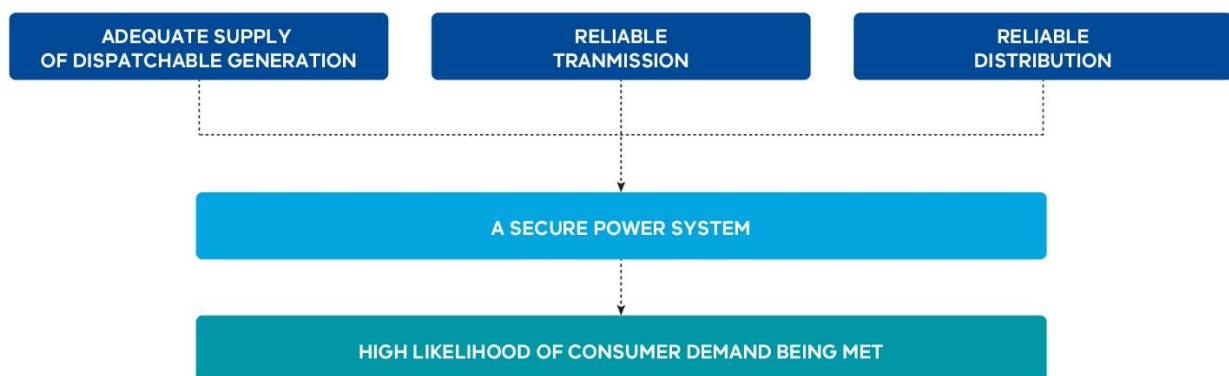 ADEQUATE SUPPLY
OF DISPATCHABLE GENERATION
RELIABLE
TRANMISSION
RELIABLE
DISTRIBUTION
A SECURE POWER SYSTEM
HIGH LIKELIHOOD OF CONSUMER DEMAND BEING MET